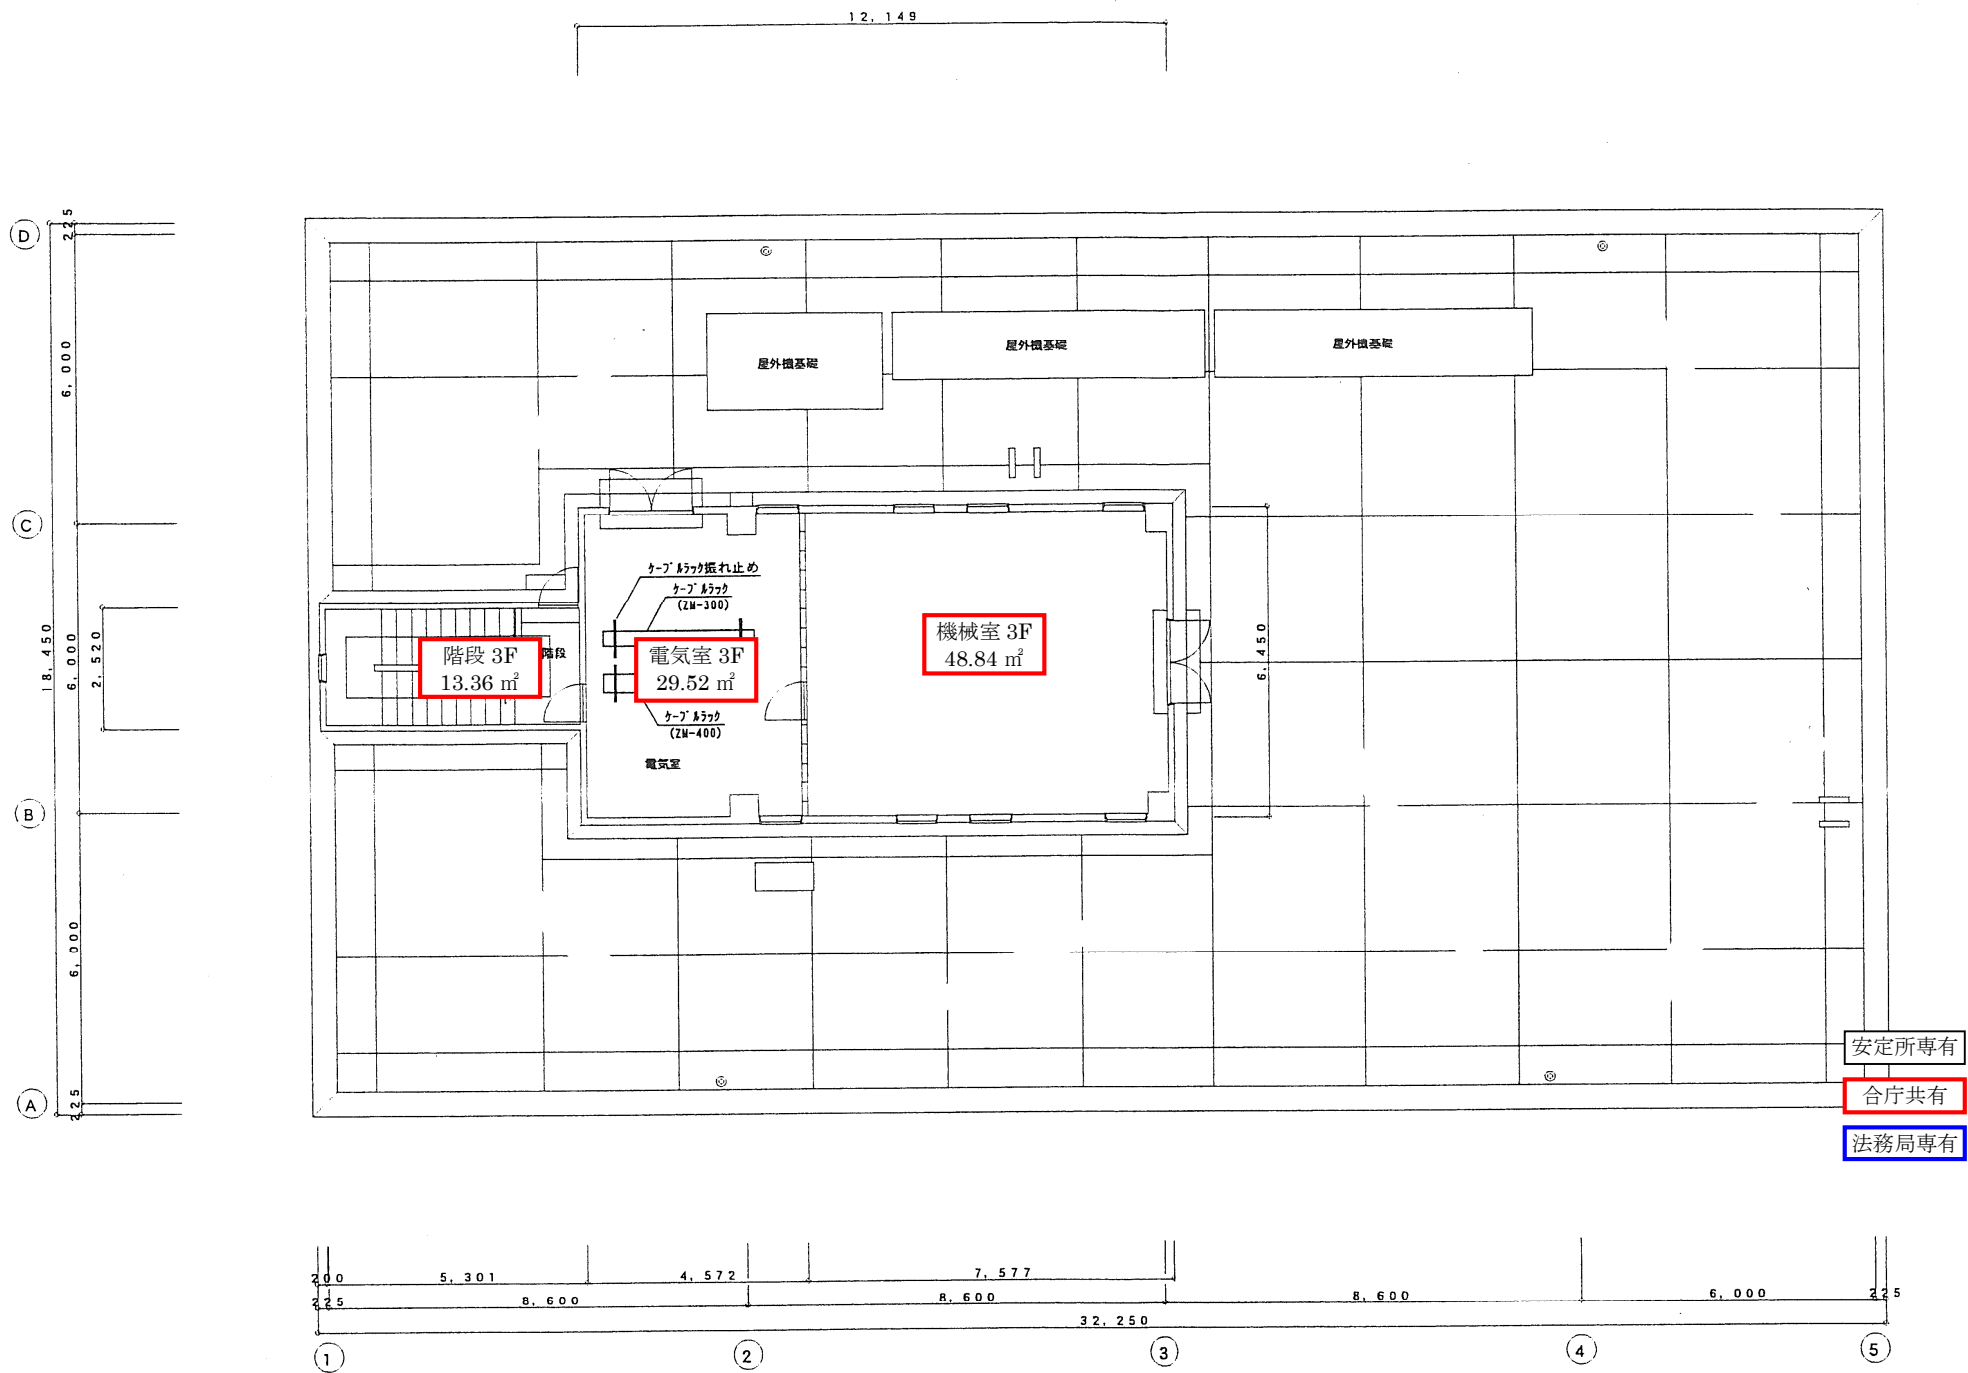 12,149
D
225
屋外機基礎
屋外機基礎
屋外機基礎
6,000
C
ケーブルラック振れ止め
ケーブルラック
(ZM-300)
18,450
6,000
2,520
階段 3F
13.36 ㎡
階段
電気室 3F
29.52 ㎡
機械室 3F
48.84 ㎡
6,450
ケーブルラック
(ZM-400)
電気室
B
6,000
A
225
安定所専有
合庁共有
法務局専有
200
5,301
4,572
7,577
225
8,600
8,600
8,600
6,000
225
32,250
1
2
3
4
5